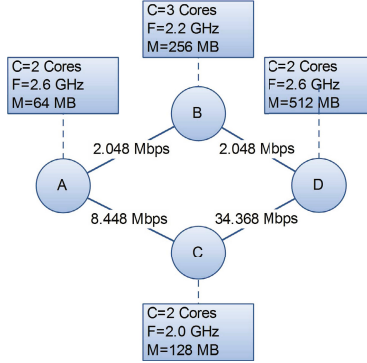 C=3 Cores
F=2.2 GHz
M=256 MB
C=2 Cores
F=2.6 GHz
M=64 MB
C=2 Cores
F=2.6 GHz
M=512 MB
B
2.048 Mbps
2.048 Mbps
A
D
8.448 Mbps
34.368 Mbps
C
C=2 Cores
F=2.0 GHz
M=128 MB